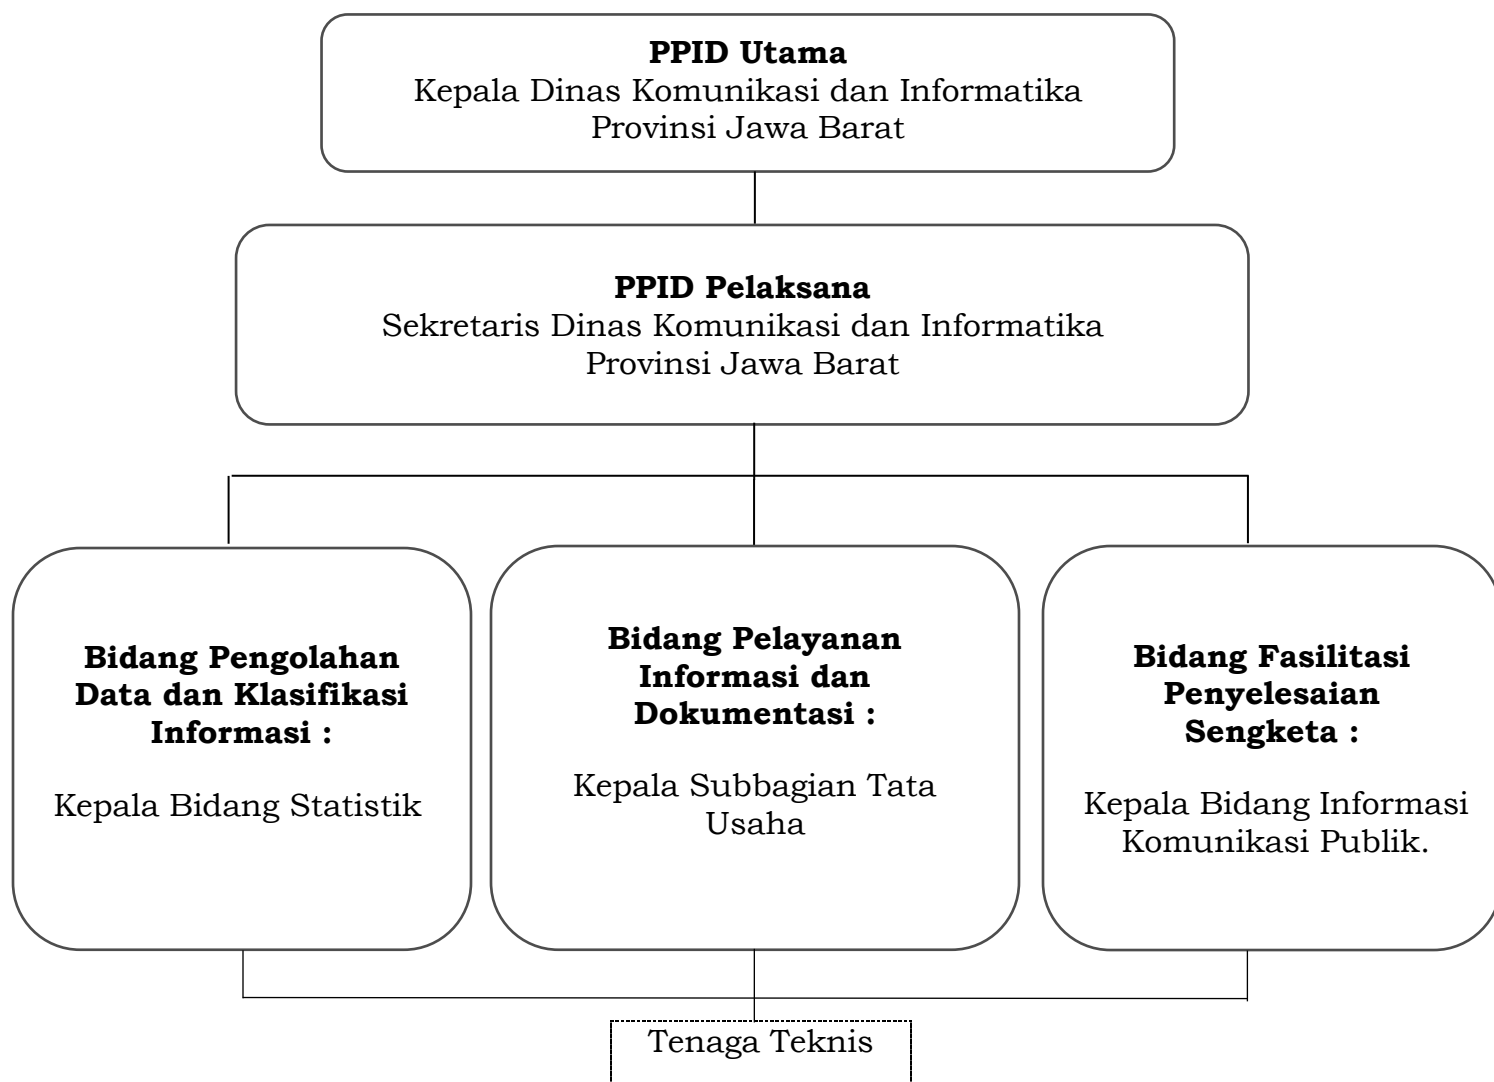 PPID Utama
Kepala Dinas Komunikasi dan Informatika
Provinsi Jawa Barat
PPID Pelaksana
Sekretaris Dinas Komunikasi dan Informatika
Provinsi Jawa Barat
Bidang Pengolahan
Data dan Klasifikasi
Informasi :
Kepala Bidang Statistik
Bidang Pelayanan
Informasi dan
Dokumentasi :
Kepala Subbagian Tata
Usaha
Bidang Fasilitasi
Penyelesaian
Sengketa :
Kepala Bidang Informasi
Komunikasi Publik.
Tenaga Teknis